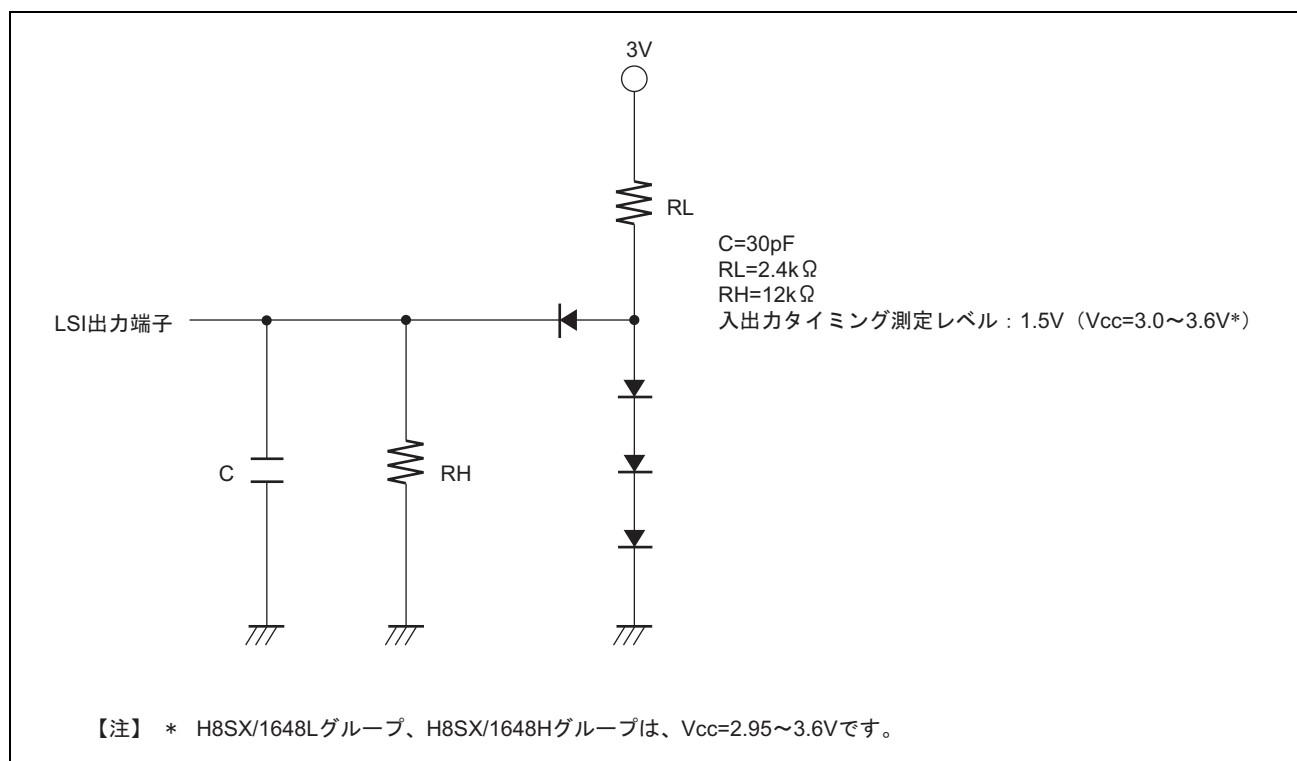 3V
RL
C=30pF
RL=2.4kΩ
RH=12kΩ
入出力タイミング測定レベル：1.5V（Vcc=3.0～3.6V*）
LSI出力端子
C
RH
【注】 * H8SX/1648Lグループ、H8SX/1648Hグループは、Vcc=2.95～3.6Vです。